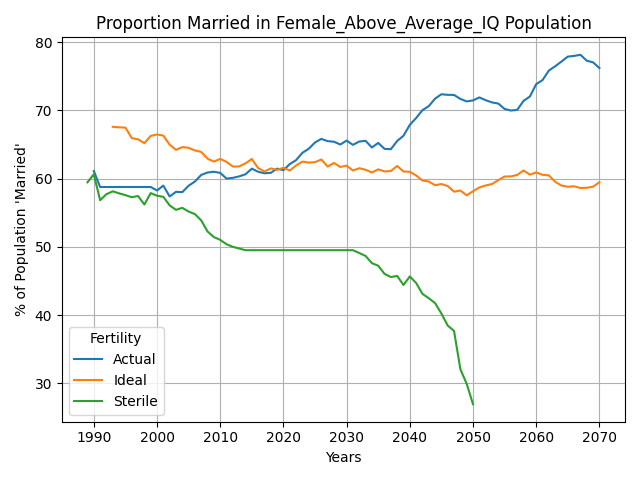 Proportion Married in Female_Above_Average_IQ Population
% of Population 'Married'
80
70
60
50
40
30
Fertility
Actual
Ideal
Sterile
1990 2000 2010 2020 2030 2040 2050 2060 2070
Years